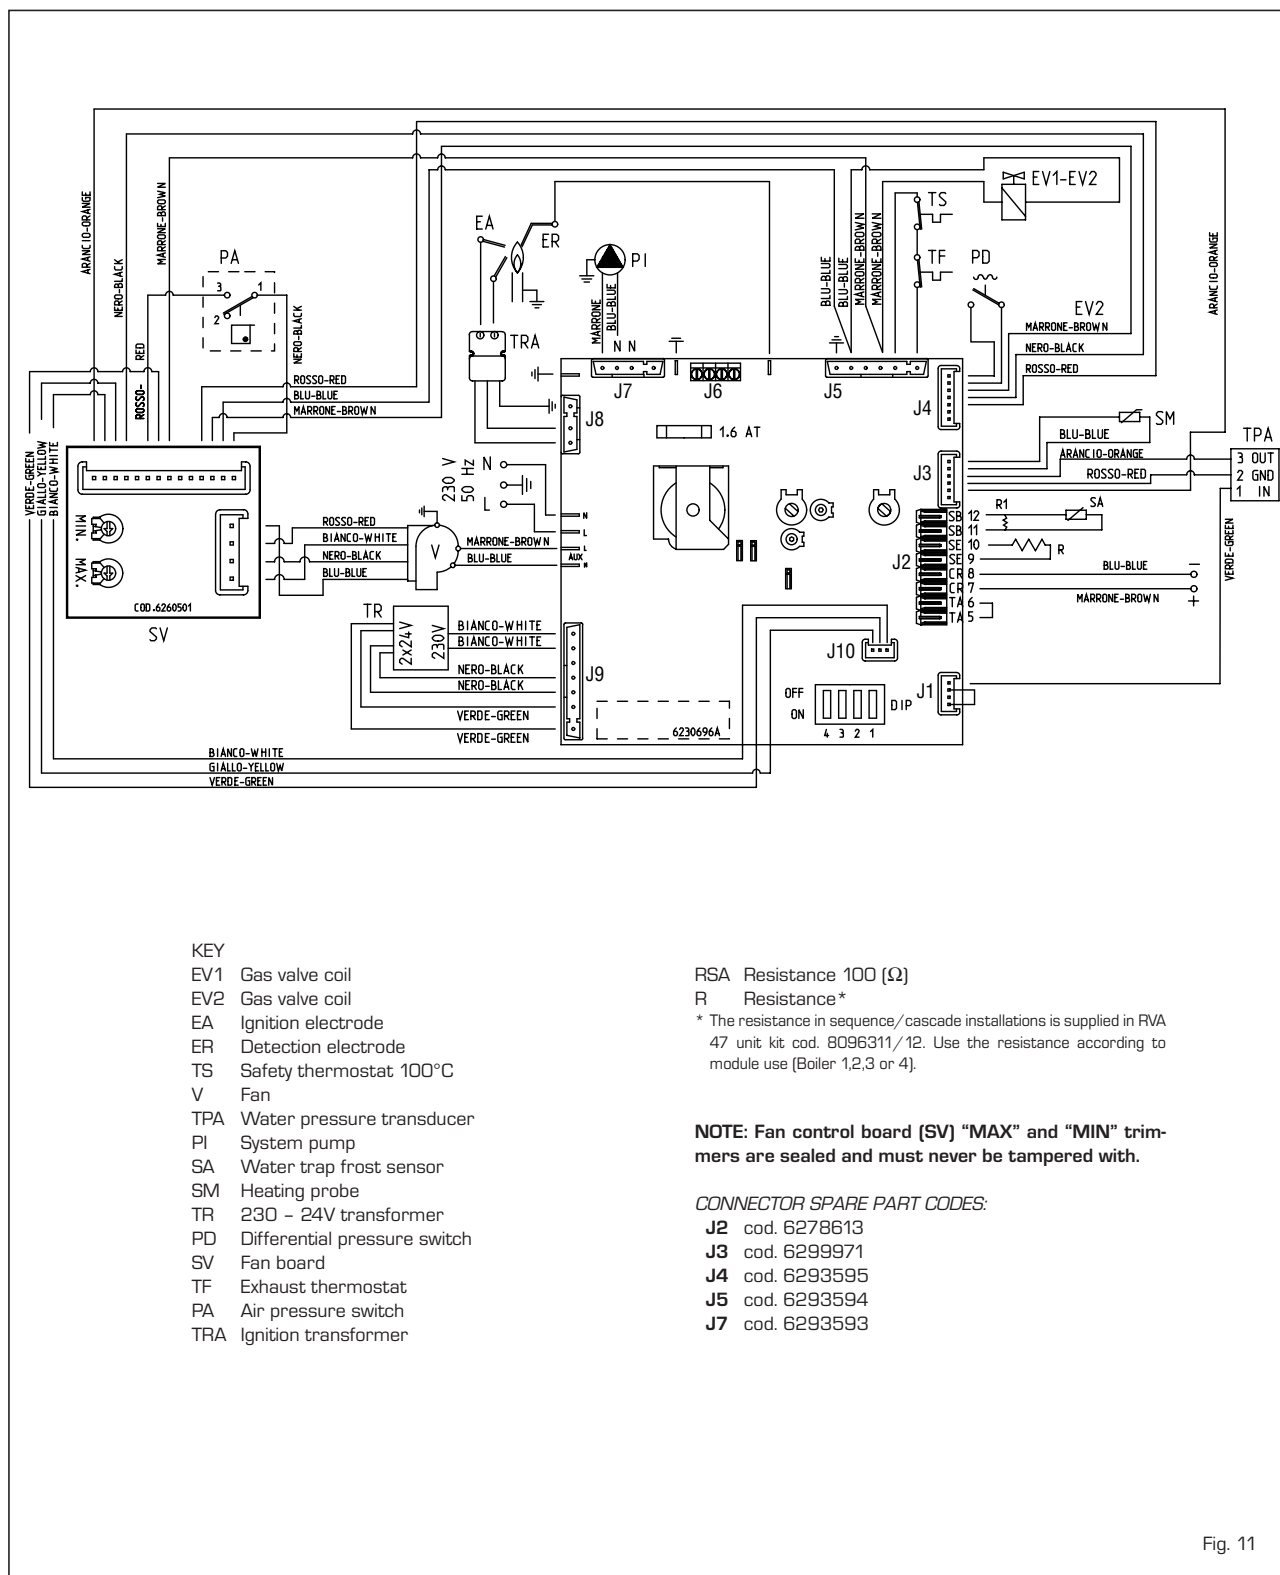 ARANCIO-ORANGE
NERO-BLACK
MARRONE-BROWN
PA
3
1
2
ROSSO-
RED
NERO-BLACK
EA
ER
PI
MARRONE
BLU-BLUE
TRA
BLU-BLUE
BLU-BLUE
MARRONE-BROWN
MARRONE-BROWN
TS
TF
PD
EV1-EV2
EV2
ARANCIO-ORANGE
MARRONE-BROWN
NERO-BLACK
ROSSO-RED
ROSSO-RED
BLU-BLUE
MARRONE-BROWN
N N
J7
J6
J5
J4
J8
1.6 AT
SM
BLU-BLUE
ARANCIO-ORANGE
ROSSO-RED
TPA
3 OUT
2 GND
1 IN
J3
VERDE-GREEN
GIALLO-YELLOW
BIANCO-WHITE
230 V
50 Hz
N
L
N
L
L
AUX
N
MIN.
MAX.
COD.6260501
SV
ROSSO-RED
BIANCO-WHITE
NERO-BLACK
BLU-BLUE
V
MARRONE-BROWN
BLU-BLUE
R1
SA
SB 12
SB 11
SE 10
SE 9
CR 8
CR 7
TA 6
TA 5
R
J2
BLU-BLUE
−
MARRONE-BROWN
+
VERDE-GREEN
TR
2x24V
230V
BIANCO-WHITE
BIANCO-WHITE
NERO-BLACK
NERO-BLACK
VERDE-GREEN
VERDE-GREEN
J9
J10
J1
OFF
ON
DIP
4 3 2 1
6230696A
BIANCO-WHITE
GIALLO-YELLOW
VERDE-GREEN
KEY
EV1 Gas valve coil
EV2 Gas valve coil
EA Ignition electrode
ER Detection electrode
TS Safety thermostat 100°C
V Fan
TPA Water pressure transducer
PI System pump
SA Water trap frost sensor
SM Heating probe
TR 230 – 24V transformer
PD Differential pressure switch
SV Fan board
TF Exhaust thermostat
PA Air pressure switch
TRA Ignition transformer
RSA Resistance 100 (Ω)
R Resistance*
* The resistance in sequence/cascade installations is supplied in RVA
47 unit kit cod. 8096311/12. Use the resistance according to
module use (Boiler 1,2,3 or 4).
NOTE: Fan control board (SV) “MAX” and “MIN” trim-
mers are sealed and must never be tampered with.
CONNECTOR SPARE PART CODES:
J2 cod. 6278613
J3 cod. 6299971
J4 cod. 6293595
J5 cod. 6293594
J7 cod. 6293593
Fig. 11